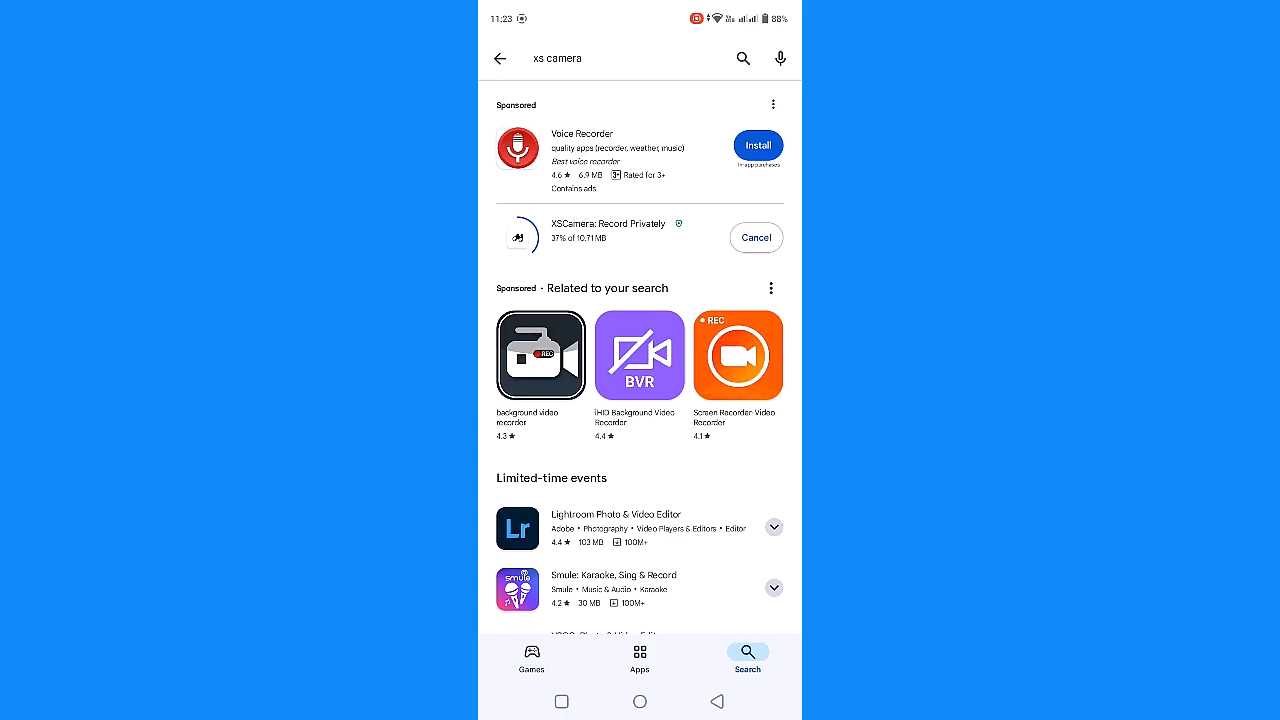 11:23
88%
xs camera
Sponsored
Voice Recorder
quality apps (recorder, weather, music)
Best voice recorder
4.6★ 6.9 MB 3+ Rated for 3+
Contains ads
Install
In-app purchases
XSCamera: Record Privately
37% of 10.71 MB
Cancel
Sponsored · Related to your search
REC
BVR
REC
background video
recorder
4.3★
iHID Background Video
Recorder
4.4★
Screen Recorder-Video
Recorder
4.1★
Limited-time events
Lr
Lightroom Photo & Video Editor
Adobe • Photography • Video Players & Editors • Editor
4.4★ 103 MB 100M+
smule
Smule: Karaoke, Sing & Record
Smule • Music & Audio • Karaoke
4.2★ 30 MB 100M+
Games
Apps
Search